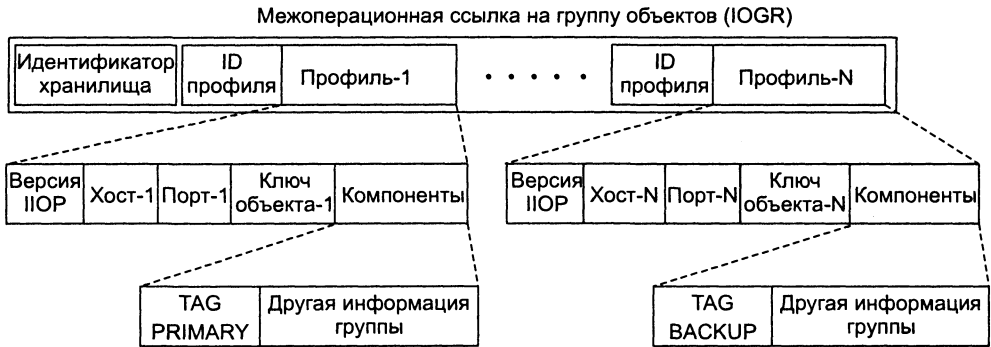 Межоперационная ссылка на группу объектов (IOGR)
Идентификатор
хранилища
ID
профиля
Профиль-1
ID
профиля
Профиль-N
Версия
IIOP
Хост-1
Порт-1
Ключ
объекта-1
Компоненты
Версия
IIOP
Хост-N
Порт-N
Ключ
объекта-N
Компоненты
TAG
PRIMARY
Другая информация
группы
TAG
BACKUP
Другая информация
группы